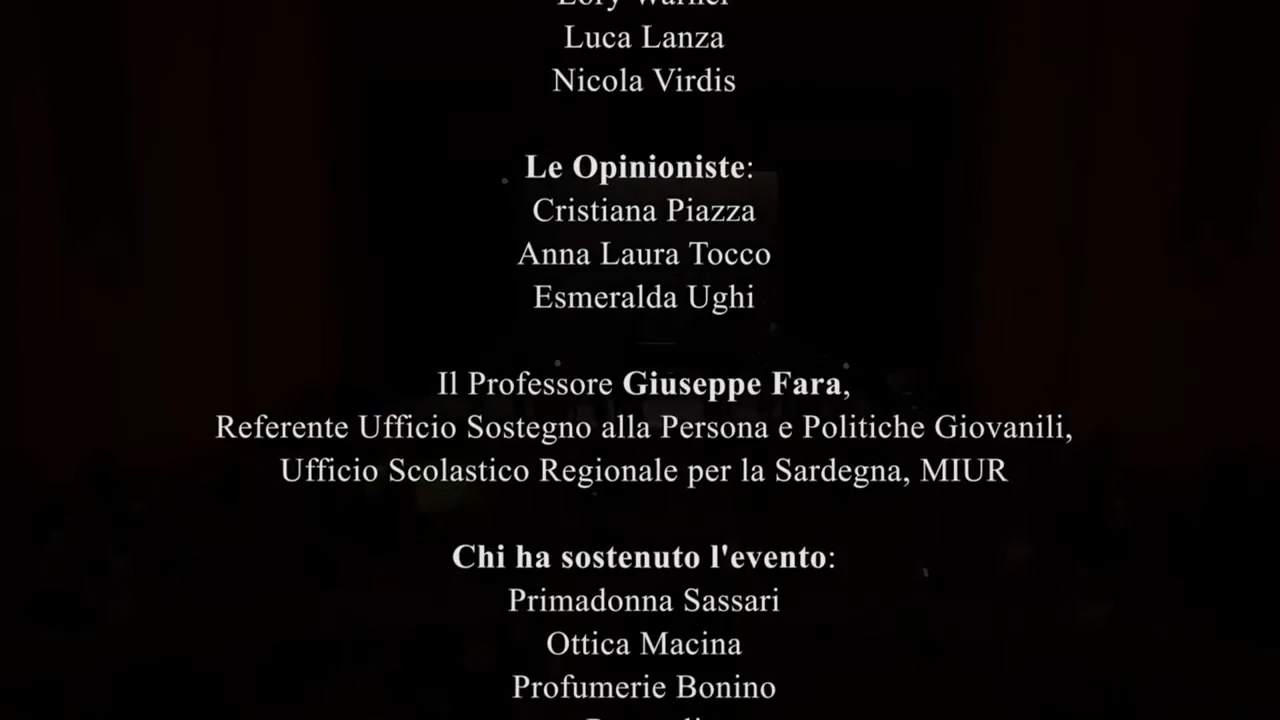 Luca Lanza
Nicola Virdis
Le Opinioniste:
Cristiana Piazza
Anna Laura Tocco
Esmeralda Ughi
Il Professore Giuseppe Fara,
Referente Ufficio Sostegno alla Persona e Politiche Giovanili,
Ufficio Scolastico Regionale per la Sardegna, MIUR
Chi ha sostenuto l'evento:
Primadonna Sassari
Ottica Macina
Profumerie Bonino